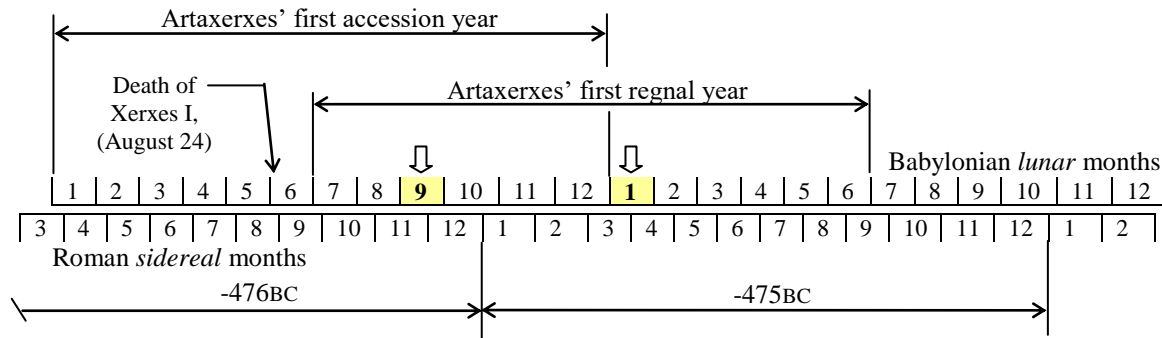 Artaxerxes’ first accession year
Death of
Xerxes I,
(August 24)
Artaxerxes’ first regnal year
Babylonian lunar months
1 2 3 4 5 6 7 8 9 10 11 12 1 2 3 4 5 6 7 8 9 10 11 12
3 4 5 6 7 8 9 10 11 12 1 2 3 4 5 6 7 8 9 10 11 12 1 2
Roman sidereal months
-476BC -475BC